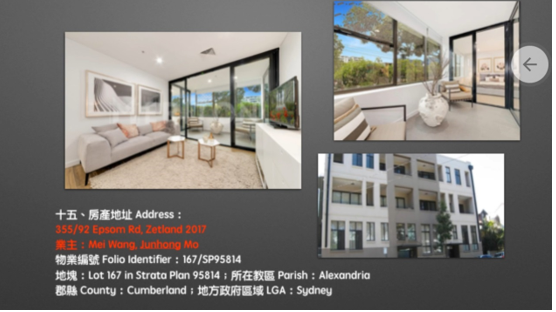 十五、房產地址 Address：
355/92 Epsom Rd, Zetland 2017
業主：Mei Wang, Junhong Mo
物業編號 Folio Identifier：167/SP95814
地塊：Lot 167 in Strata Plan 95814；所在教區 Parish：Alexandria
郡縣 County：Cumberland；地方政府區域 LGA：Sydney